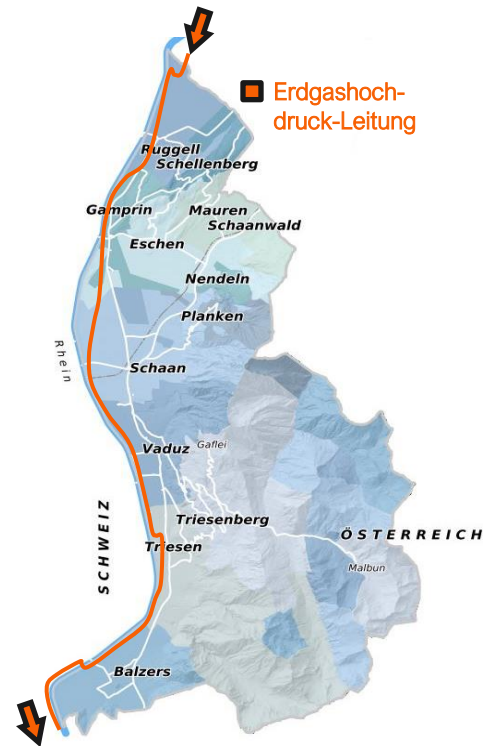 Erdgashoch-
druck-Leitung
Ruggell
Schellenberg
Gamprin
Mauren
Schaanwald
Eschen
Nendeln
Planken
Rhein
Schaan
Vaduz
Gaflei
SCHWEIZ
Triesenberg
ÖSTERREICH
Triesen
Malbun
Balzers